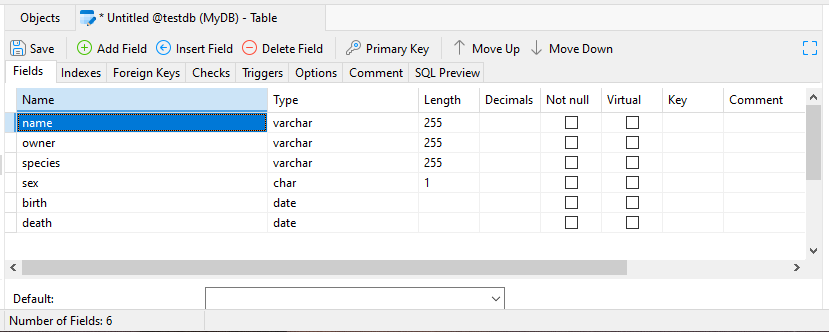 Objects * Untitled @testdb (MyDB) - Table
Save Add Field Insert Field Delete Field Primary Key Move Up Move Down
Fields Indexes Foreign Keys Checks Triggers Options Comment SQL Preview
Name Type Length Decimals Not null Virtual Key Comment
name varchar 255
owner varchar 255
species varchar 255
sex char 1
birth date
death date
Default:
Number of Fields: 6